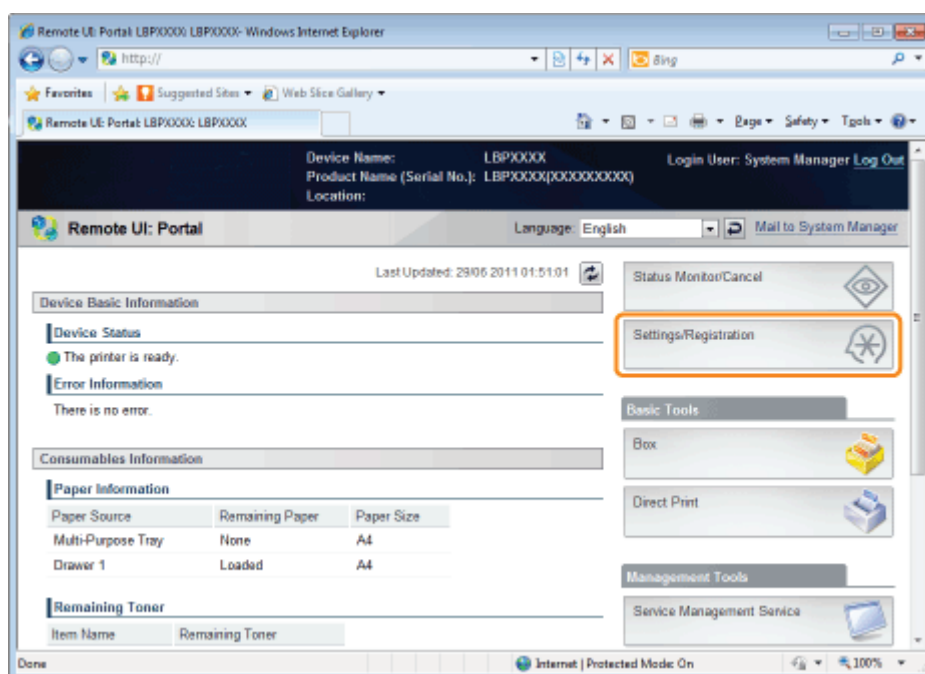 Remote UI: Portal: LBPXXXX: LBPXXXX- Windows Internet Explorer
http://
Bing
Favorites Suggested Sites Web Slice Gallery
Remote UI: Portal: LBPXXXX: LBPXXXX
Page Safety Tools
Device Name: LBPXXXX
Login User: System Manager Log Out
Product Name (Serial No.): LBPXXXX(XXXXXXXXX)
Location:
Remote UI: Portal
Language: English
Mail to System Manager
Last Updated: 29/06 2011 01:51:01
Status Monitor/Cancel
Device Basic Information
Device Status
Settings/Registration
The printer is ready.
Error Information
There is no error.
Basic Tools
Box
Consumables Information
Paper Information
Direct Print
Paper Source Remaining Paper Paper Size
Multi-Purpose Tray None A4
Drawer 1 Loaded A4
Management Tools
Remaining Toner
Service Management Service
Item Name Remaining Toner
Done
Internet | Protected Mode: On
100%